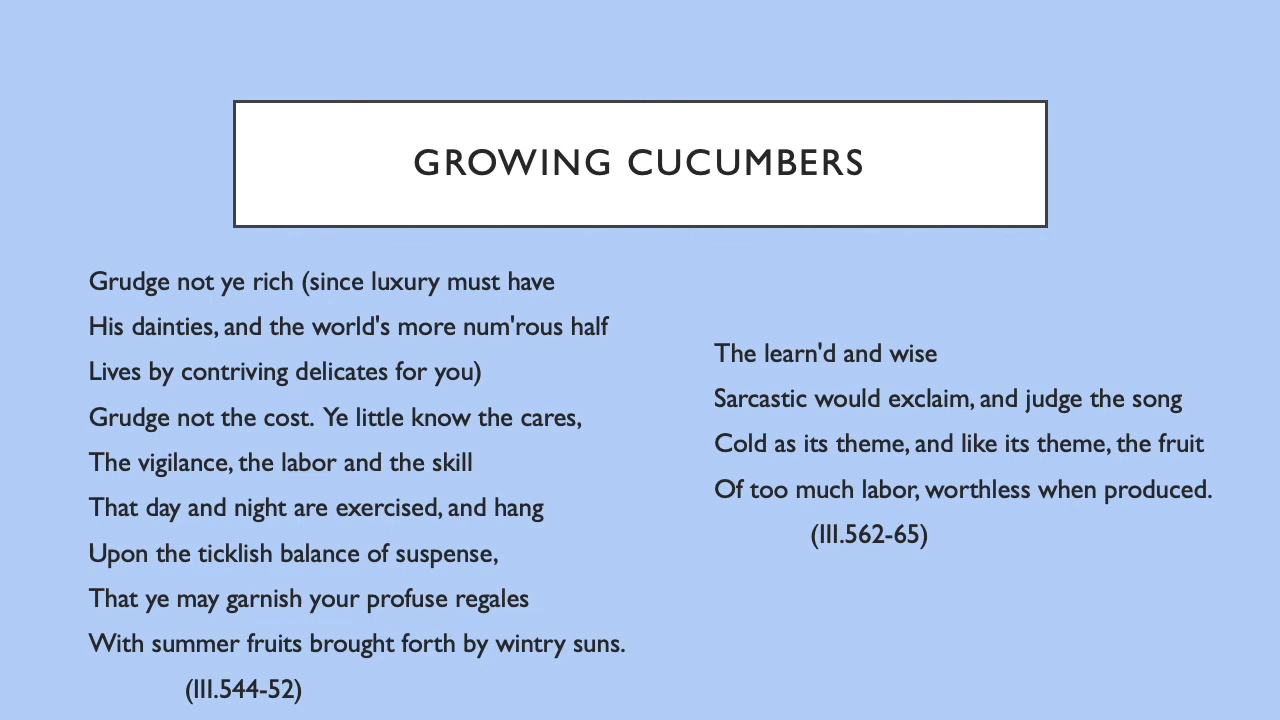 GROWING CUCUMBERS
Grudge not ye rich (since luxury must have
His dainties, and the world's more num'rous half
Lives by contriving delicates for you)
Grudge not the cost. Ye little know the cares,
The vigilance, the labor and the skill
That day and night are exercised, and hang
Upon the ticklish balance of suspense,
That ye may garnish your profuse regales
With summer fruits brought forth by wintry suns.
(III.544-52)
The learn'd and wise
Sarcastic would exclaim, and judge the song
Cold as its theme, and like its theme, the fruit
Of too much labor, worthless when produced.
(III.562-65)